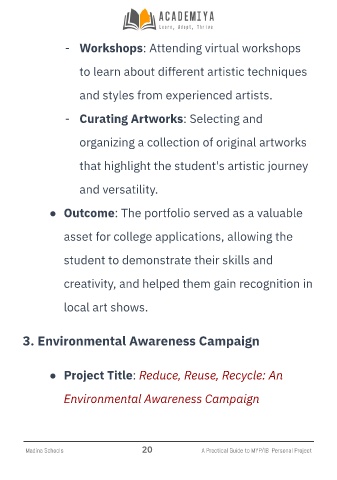 ACADEMIYA
Learn, Adapt, Thrive
- Workshops: Attending virtual workshops
to learn about different artistic techniques
and styles from experienced artists.
- Curating Artworks: Selecting and
organizing a collection of original artworks
that highlight the student's artistic journey
and versatility.
● Outcome: The portfolio served as a valuable
asset for college applications, allowing the
student to demonstrate their skills and
creativity, and helped them gain recognition in
local art shows.
3. Environmental Awareness Campaign
● Project Title: Reduce, Reuse, Recycle: An
Environmental Awareness Campaign
Madina Schools 20 A Practical Guide to MYP/IB Personal Project